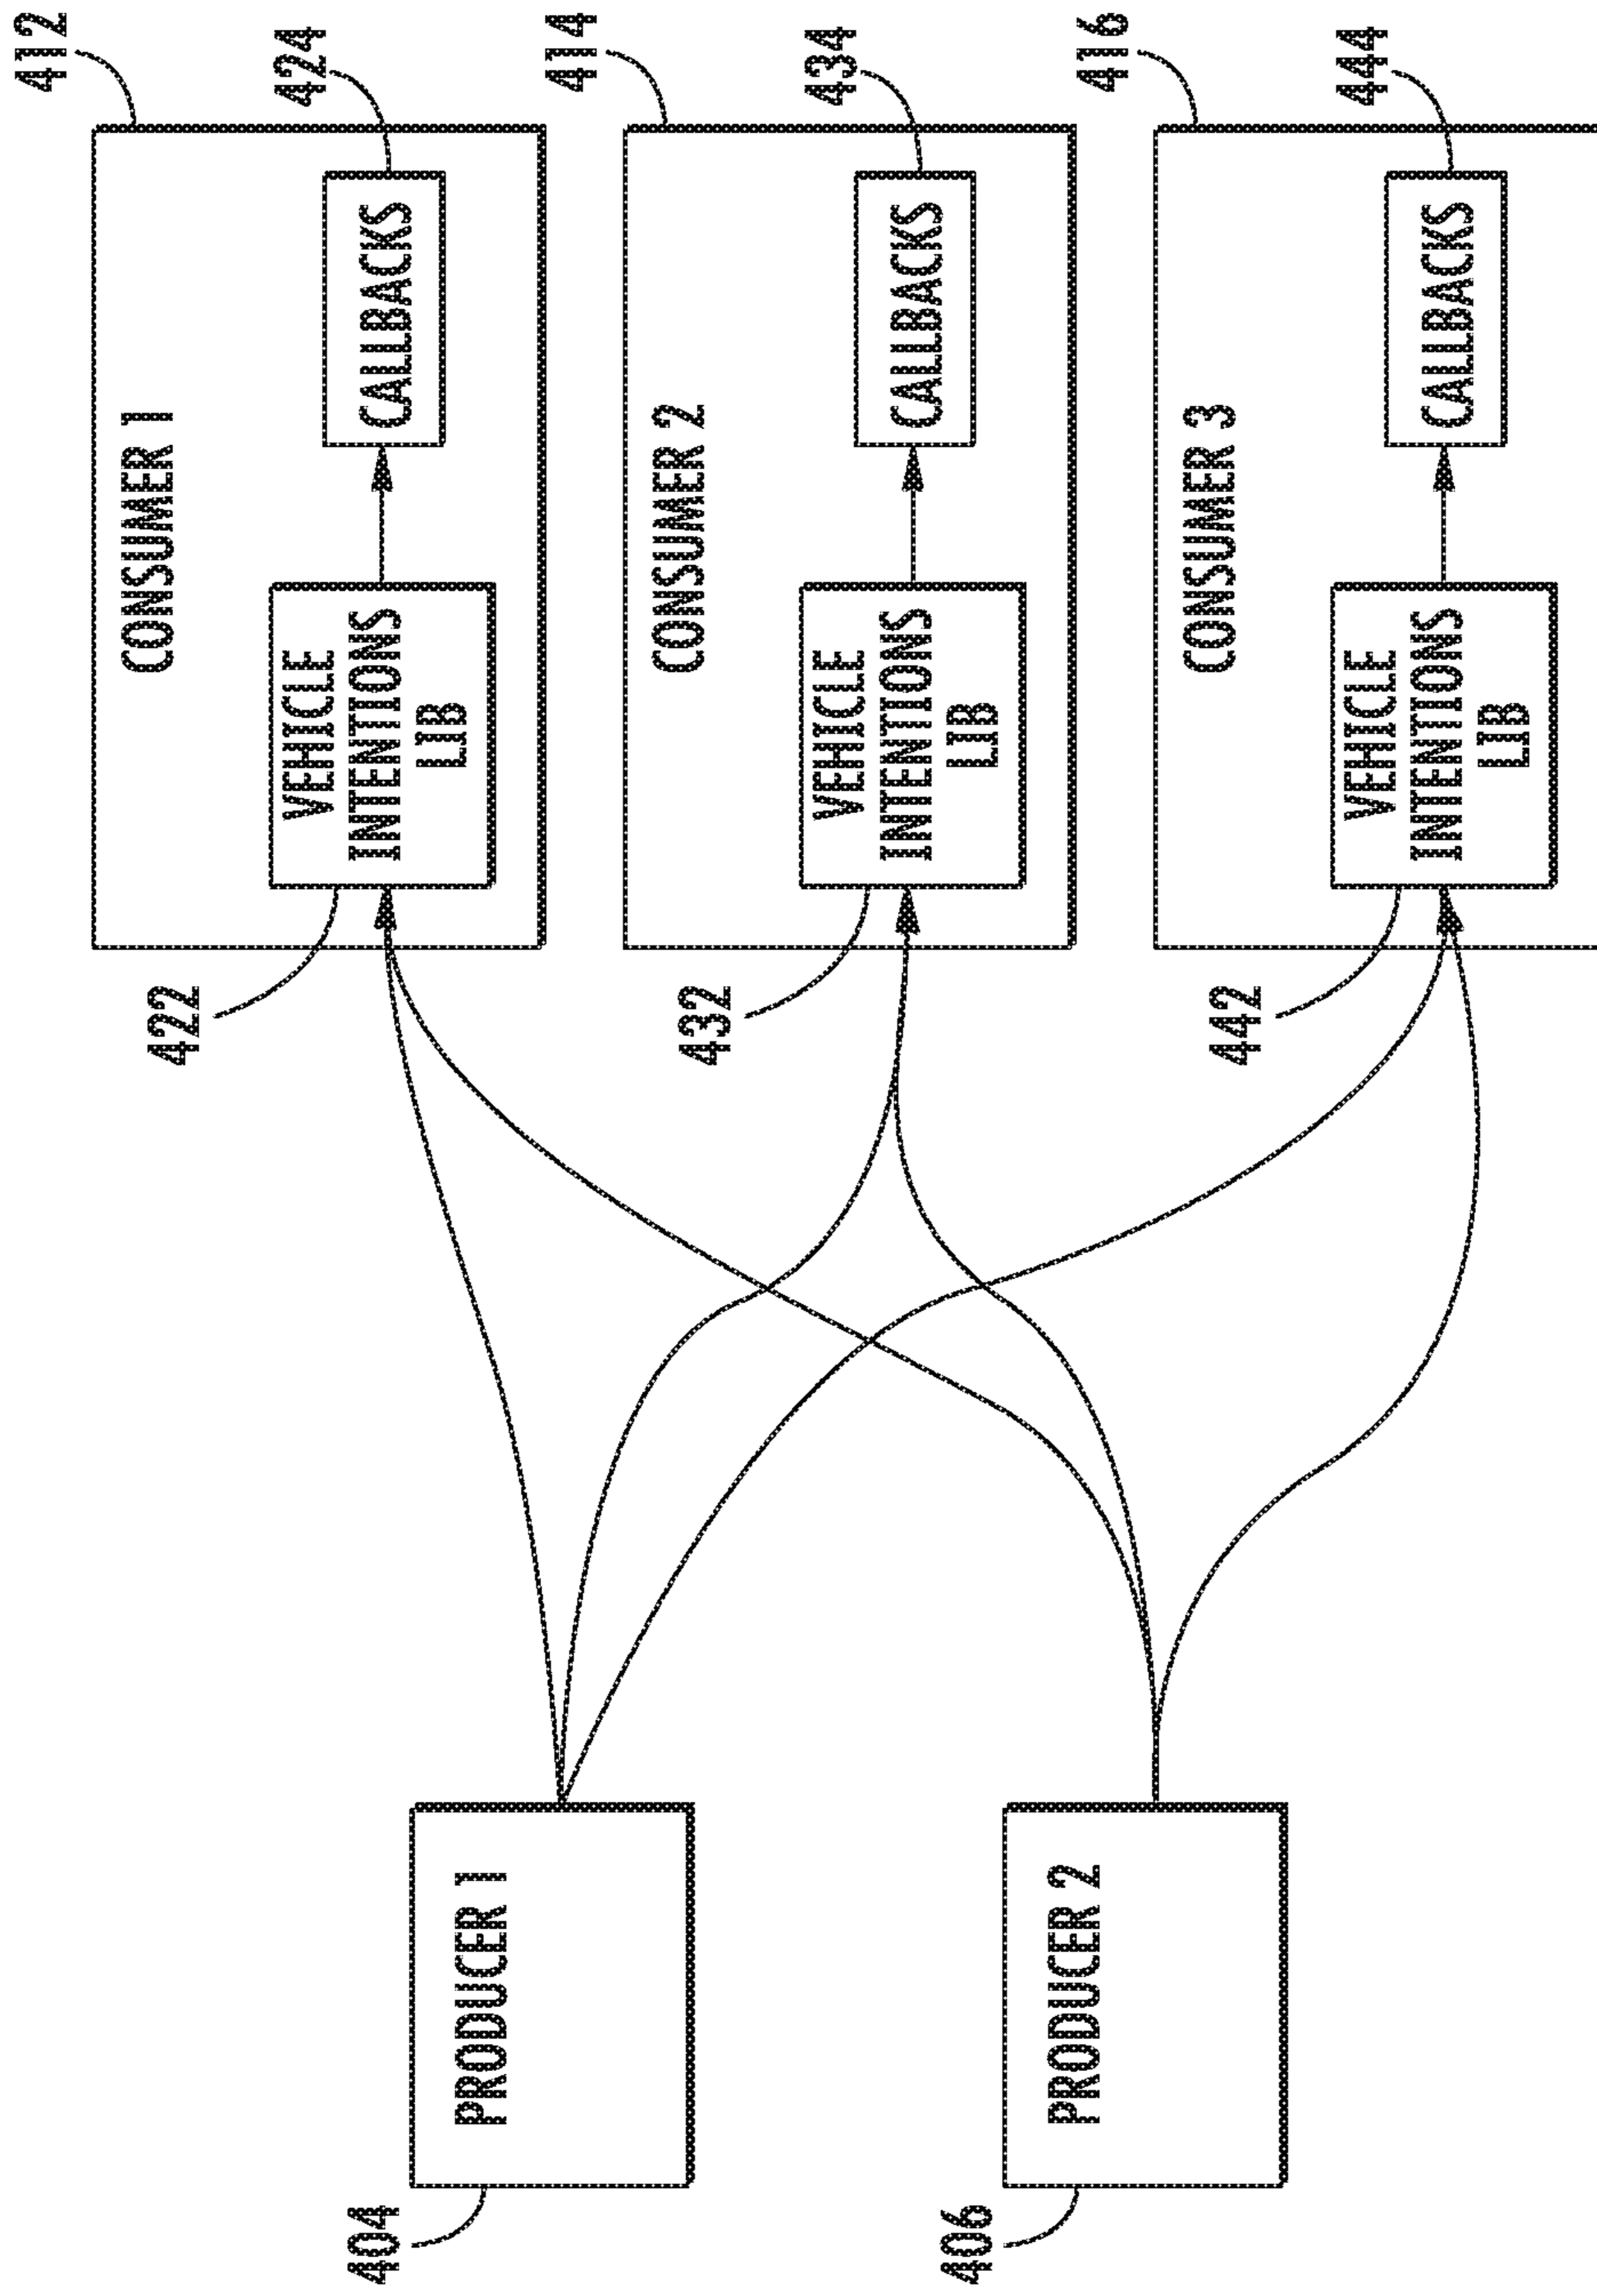 412
CONSUMER 1
424
CALLBACKS
VEHICLE
INTENTIONS
LIB
422
414
CONSUMER 2
434
CALLBACKS
VEHICLE
INTENTIONS
LIB
432
416
CONSUMER 3
444
CALLBACKS
VEHICLE
INTENTIONS
LIB
442
404
PRODUCER 1
406
PRODUCER 2